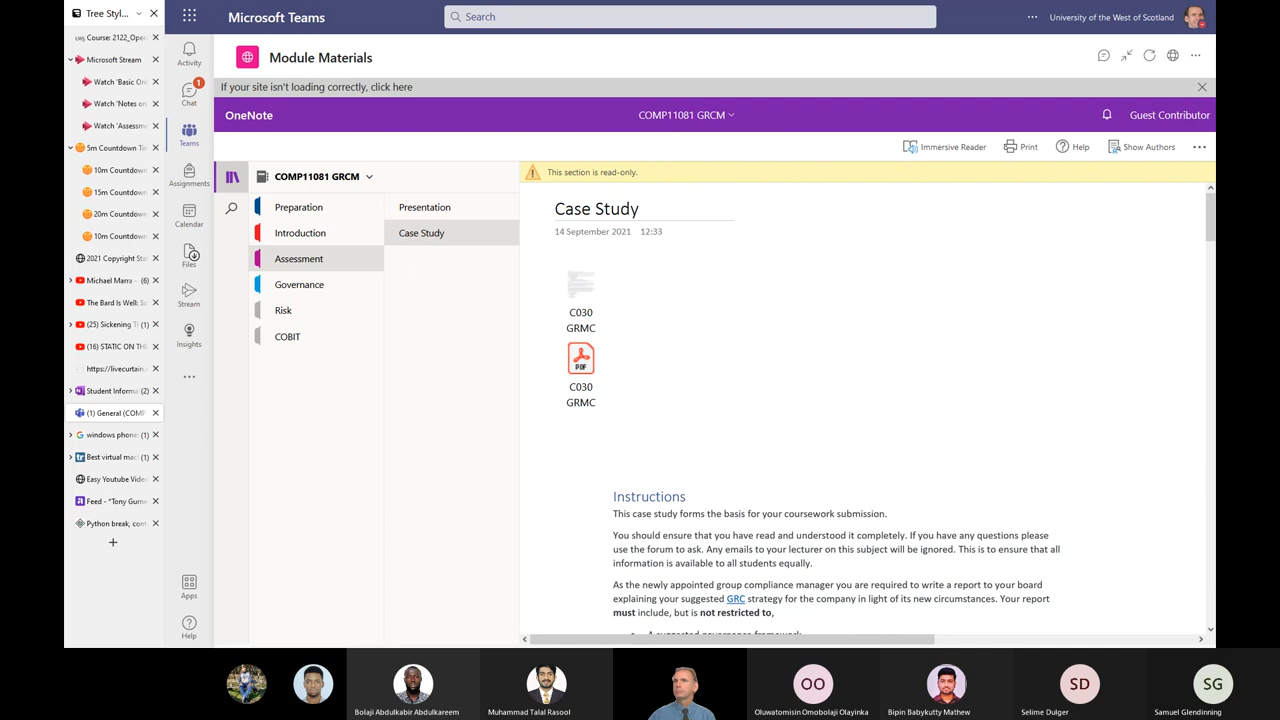 Tree Styl...
Microsoft Teams
Search
University of the West of Scotland
Course: 2122_Oper
Microsoft Stream
Watch 'Basic On
Watch 'Notes on
Watch 'Assessm
5m Countdown Ti
10m Countdown
15m Countdown
20m Countdown
10m Countdown
2021 Copyright Sta
Michael Marra - (6)
The Bard Is Well: S
(25) Sickening T (1)
(16) STATIC ON TH
https://livecurtain.
Student Informa (2)
(1) General (COMP
windows phone (1)
Best virtual mac (1)
Easy Youtube Vide
Feed - "Tony Gume
Python break, cont
+
Activity
1
Chat
Teams
Assignments
Calendar
Files
Stream
Insights
Apps
Help
Module Materials
If your site isn't loading correctly, click here
OneNote
COMP11081 GRCM
Guest Contributor
Immersive Reader
Print
Help
Show Authors
COMP11081 GRCM
Preparation
Introduction
Assessment
Governance
Risk
COBIT
Presentation
Case Study
This section is read-only.
Case Study
14 September 2021 12:33
C030
GRMC
PDF
C030
GRMC
Instructions
This case study forms the basis for your coursework submission.
You should ensure that you have read and understood it completely. If you have any questions please
use the forum to ask. Any emails to your lecturer on this subject will be ignored. This is to ensure that all
information is available to all students equally.
As the newly appointed group compliance manager you are required to write a report to your board
explaining your suggested GRC strategy for the company in light of its new circumstances. Your report
must include, but is not restricted to,
A suggested governance framework
Bolaji Abdulkabir Abdulkareem
Muhammad Talal Rasool
OO
Oluwatomisin Omobolaji Olayinka
Bipin Babykutty Mathew
SD
Selime Dulger
SG
Samuel Glendinning